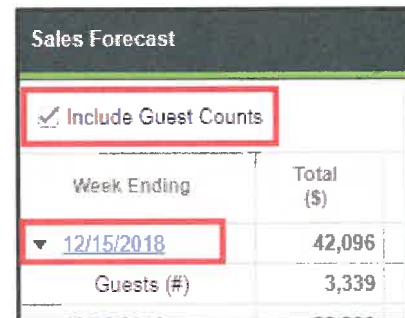 Sales Forecast
Include Guest Counts
Week Ending Total
($)
12/15/2018 42,096
Guests (#) 3,339